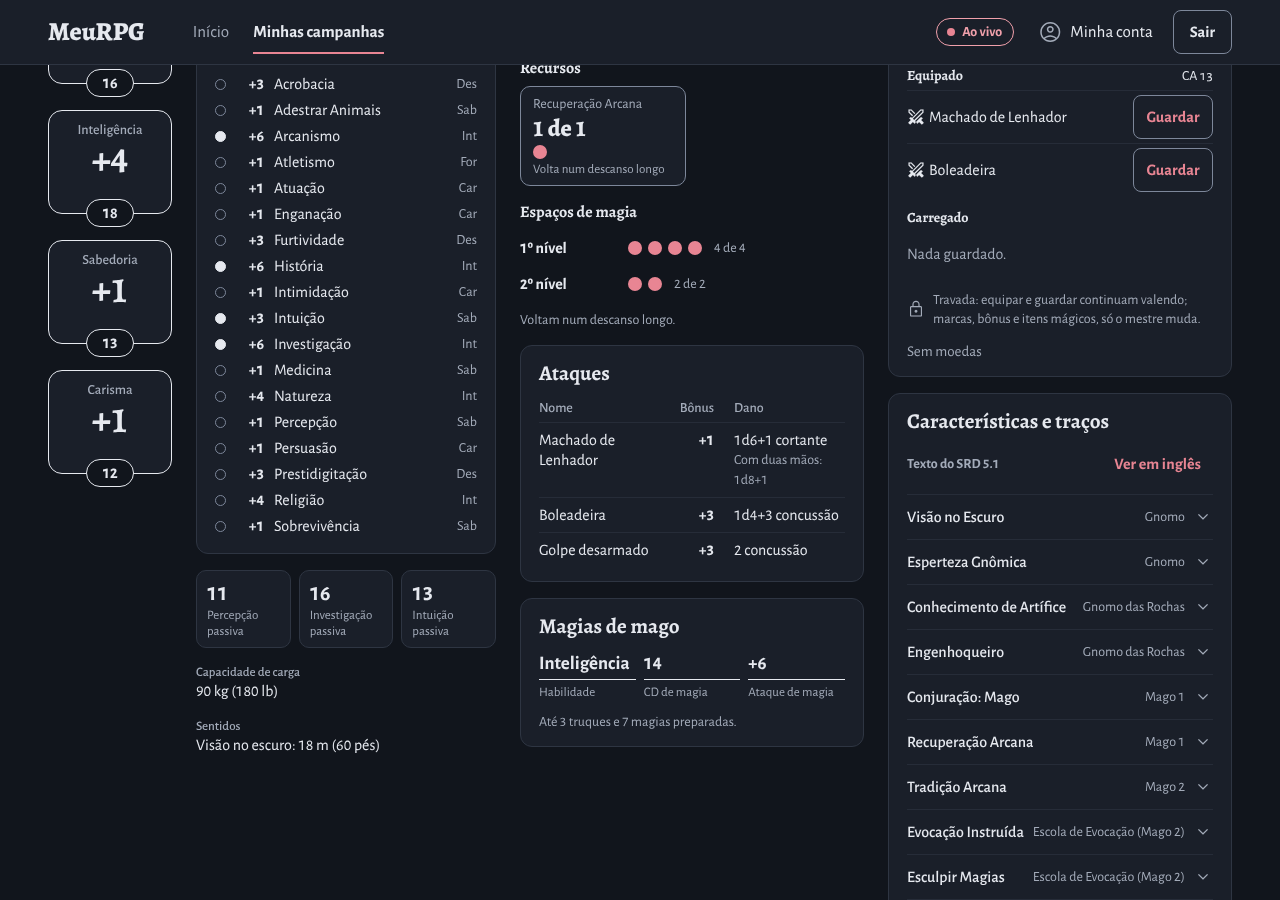 MeuRPG
Início
Minhas campanhas
Ao vivo
Minha conta
Sair
16
Inteligência
+4
18
Sabedoria
+1
13
Carisma
+1
12
+3 Acrobacia Des
+1 Adestrar Animais Sab
+6 Arcanismo Int
+1 Atletismo For
+1 Atuação Car
+1 Enganação Car
+3 Furtividade Des
+6 História Int
+1 Intimidação Car
+3 Intuição Sab
+6 Investigação Int
+1 Medicina Sab
+4 Natureza Int
+1 Percepção Sab
+1 Persuasão Car
+3 Prestidigitação Des
+4 Religião Int
+1 Sobrevivência Sab
11
Percepção
passiva
16
Investigação
passiva
13
Intuição
passiva
Capacidade de carga
90 kg (180 lb)
Sentidos
Visão no escuro: 18 m (60 pés)
Recursos
Recuperação Arcana
1 de 1
Volta num descanso longo
Espaços de magia
1º nível 4 de 4
2º nível 2 de 2
Voltam num descanso longo.
Ataques
Nome Bônus Dano
Machado de
Lenhador
+1
1d6+1 cortante
Com duas mãos:
1d8+1
Boleadeira +3 1d4+3 concussão
Golpe desarmado +3 2 concussão
Magias de mago
Inteligência
Habilidade
14
CD de magia
+6
Ataque de magia
Até 3 truques e 7 magias preparadas.
Equipado CA 13
Machado de Lenhador Guardar
Boleadeira Guardar
Carregado
Nada guardado.
Travada: equipar e guardar continuam valendo;
marcas, bônus e itens mágicos, só o mestre muda.
Sem moedas
Características e traços
Texto do SRD 5.1 Ver em inglês
Visão no Escuro Gnomo
Esperteza Gnômica Gnomo
Conhecimento de Artífice Gnomo das Rochas
Engenhoqueiro Gnomo das Rochas
Conjuração: Mago Mago 1
Recuperação Arcana Mago 1
Tradição Arcana Mago 2
Evocação Instruída Escola de Evocação (Mago 2)
Esculpir Magias Escola de Evocação (Mago 2)